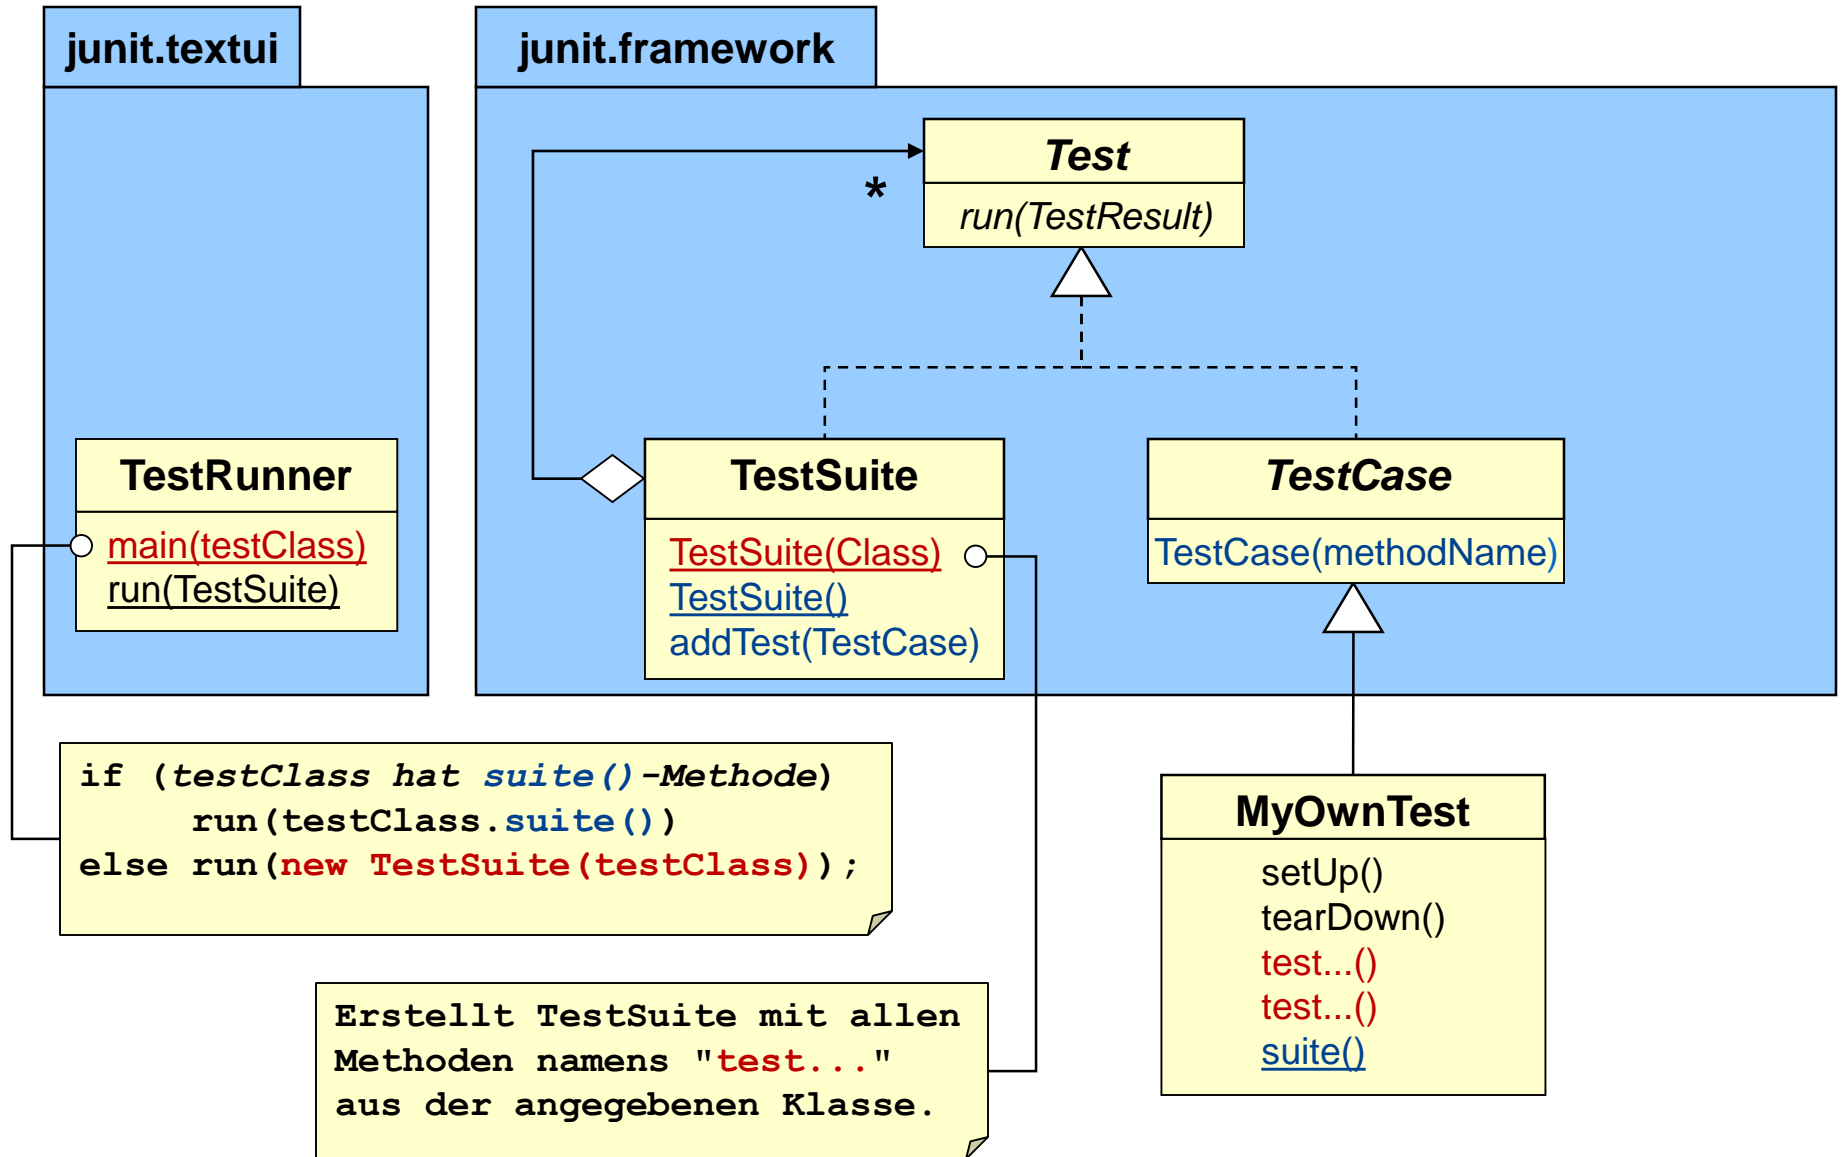 junit.textui
junit.framework
Test
*
run(TestResult)
TestRunner
main(testClass)
run(TestSuite)
TestSuite
TestSuite(Class)
TestSuite()
addTest(TestCase)
TestCase
TestCase(methodName)
if (testClass hat suite()-Methode)
run(testClass.suite())
else run(new TestSuite(testClass));
MyOwnTest
setUp()
tearDown()
test...()
test...()
suite()
Erstellt TestSuite mit allen
Methoden namens "test..."
aus der angegebenen Klasse.